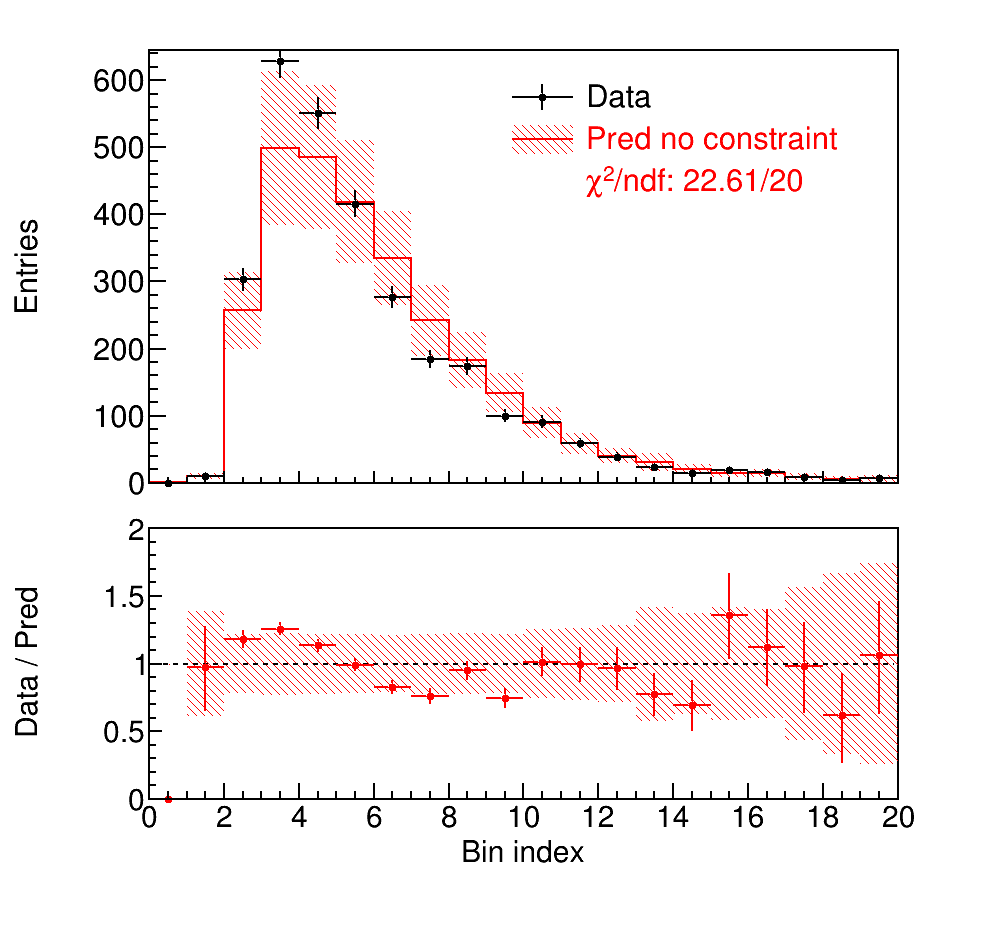 Entries
600
500
400
300
200
100
0
Data
Pred no constraint
χ²/ndf: 22.61/20
Data / Pred
2
1.5
1
0.5
0
0 2 4 6 8 10 12 14 16 18 20
Bin index